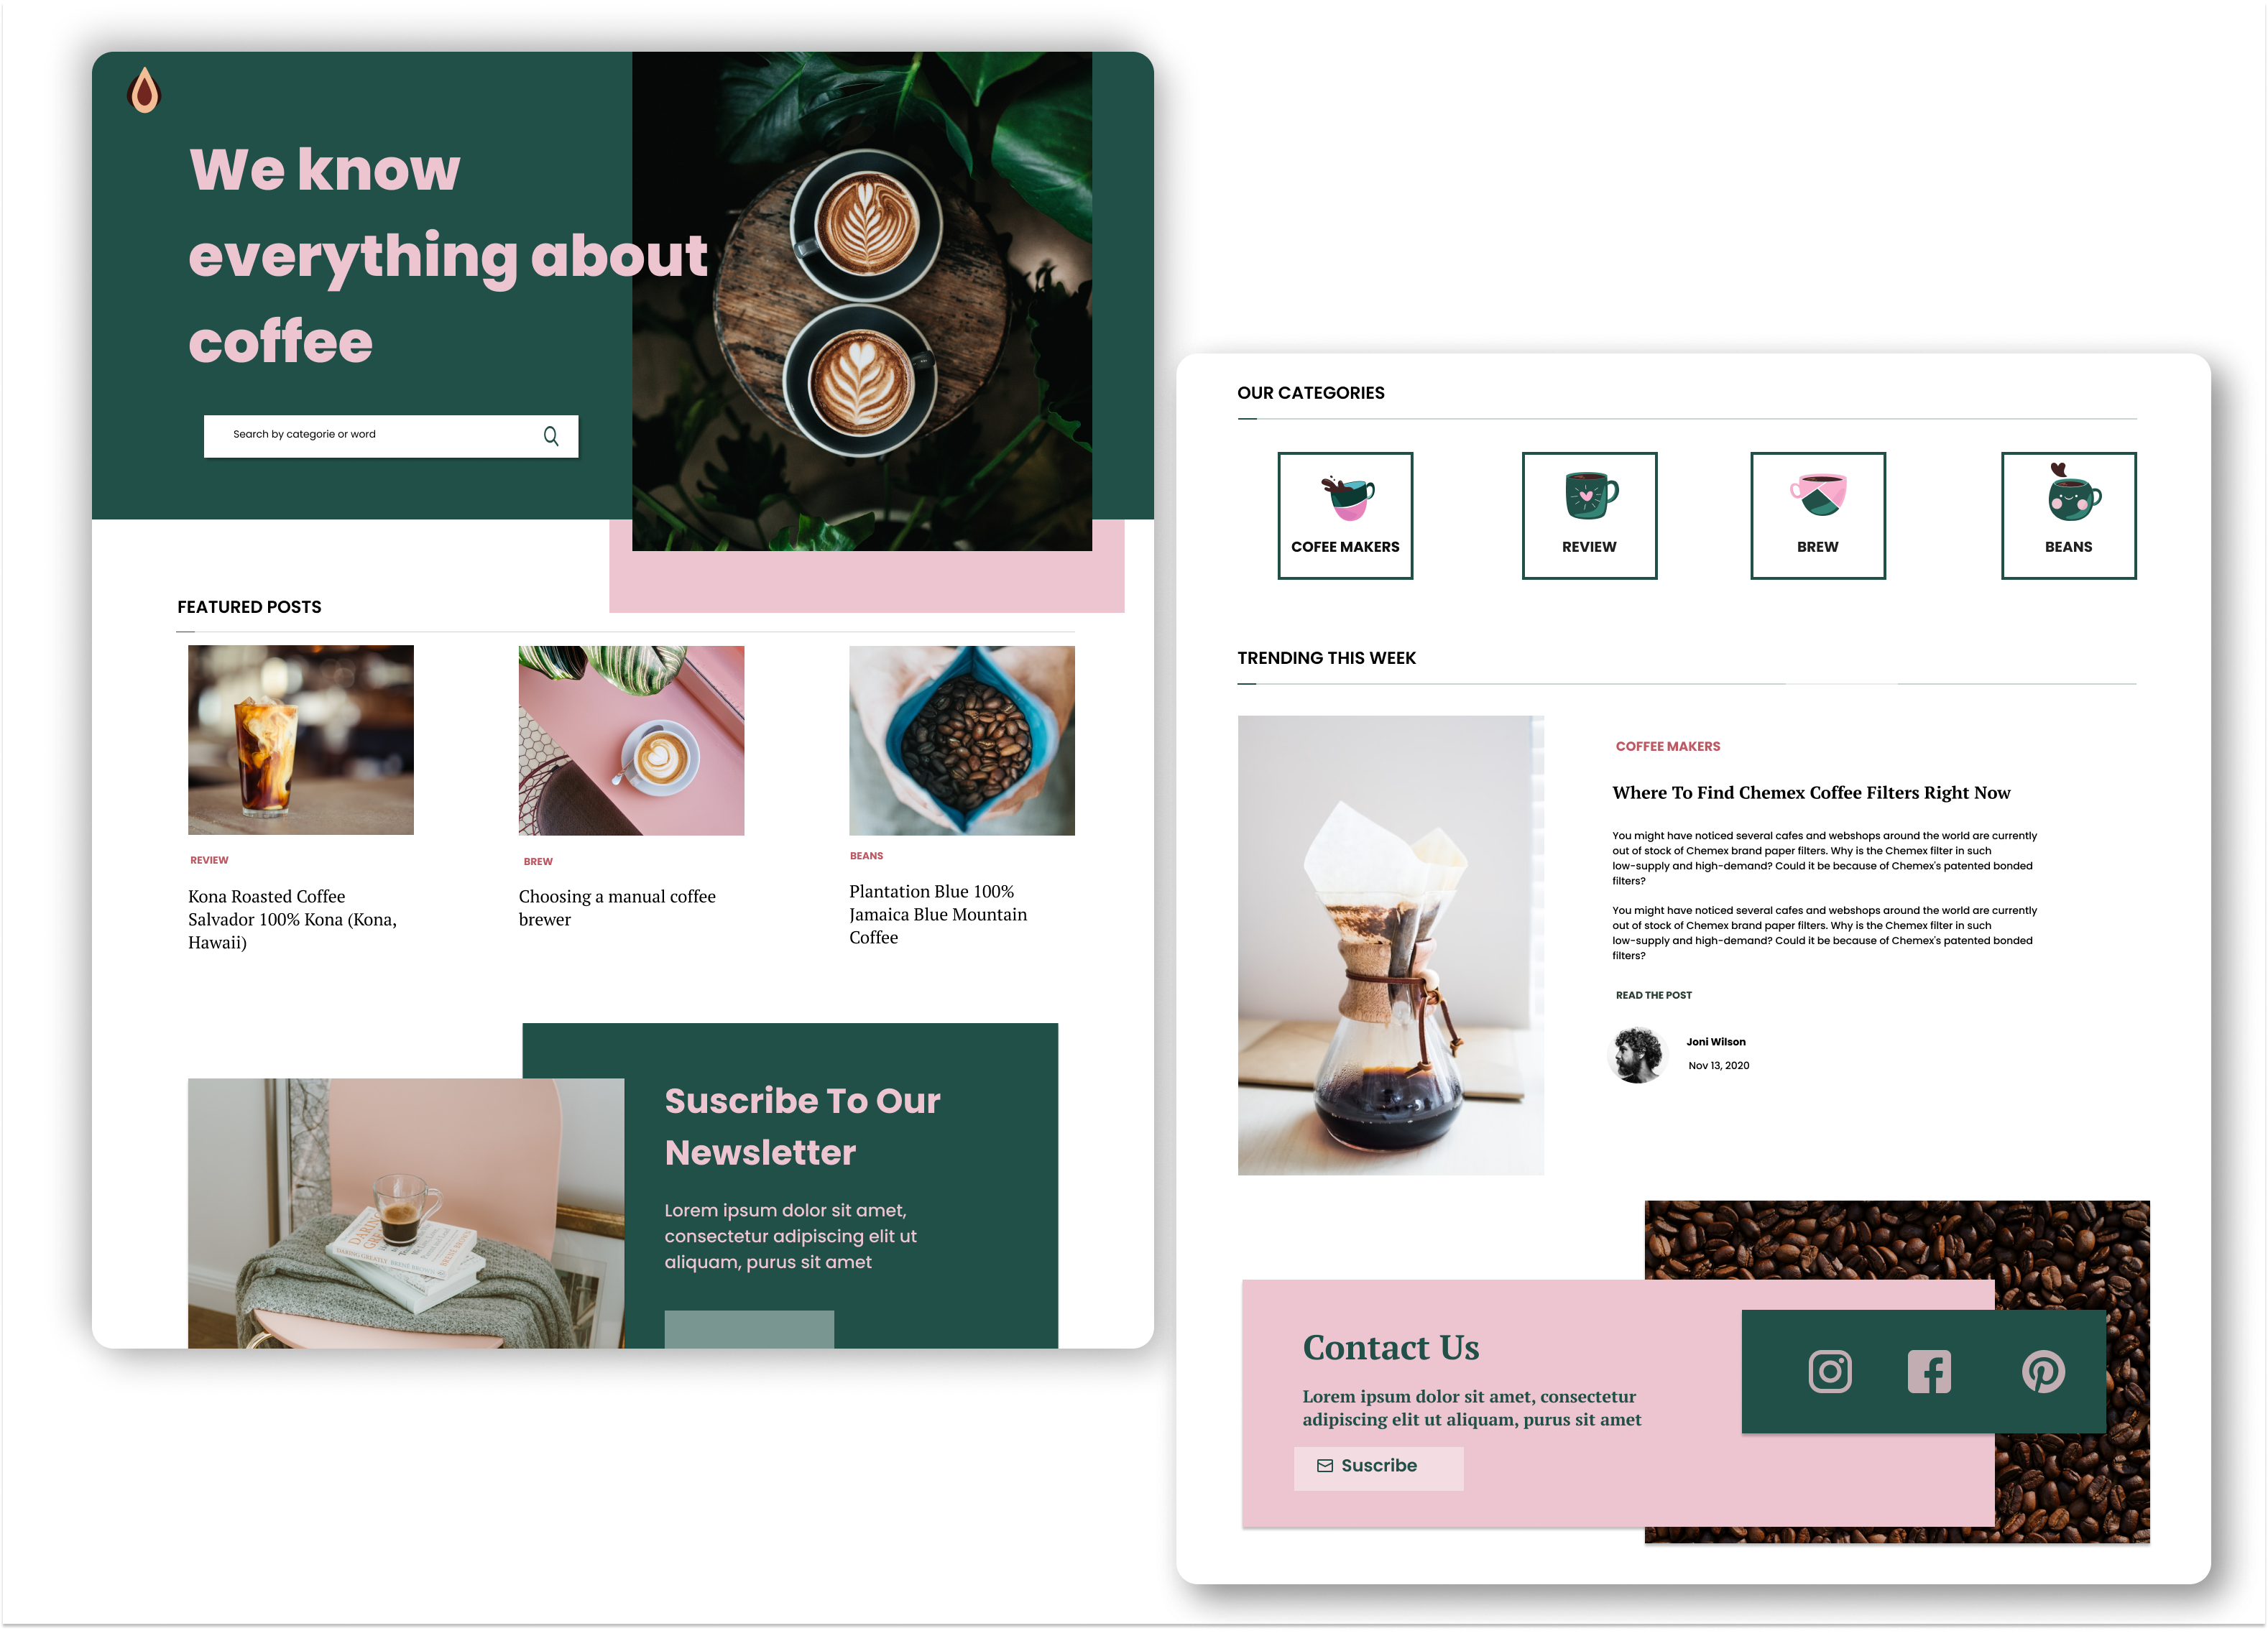 We know
everything about
coffee
Search by categorie or word
FEATURED POSTS
REVIEW
Kona Roasted Coffee
Salvador 100% Kona (Kona,
Hawaii)
BREW
Choosing a manual coffee
brewer
BEANS
Plantation Blue 100%
Jamaica Blue Mountain
Coffee
Suscribe To Our
Newsletter
Lorem ipsum dolor sit amet,
consectetur adipiscing elit ut
aliquam, purus sit amet
OUR CATEGORIES
COFEE MAKERS
REVIEW
BREW
BEANS
TRENDING THIS WEEK
COFFEE MAKERS
Where To Find Chemex Coffee Filters Right Now
You might have noticed several cafes and webshops around the world are currently
out of stock of Chemex brand paper filters. Why is the Chemex filter in such
low-supply and high-demand? Could it be because of Chemex's patented bonded
filters?
You might have noticed several cafes and webshops around the world are currently
out of stock of Chemex brand paper filters. Why is the Chemex filter in such
low-supply and high-demand? Could it be because of Chemex's patented bonded
filters?
READ THE POST
Joni Wilson
Nov 13, 2020
Contact Us
Lorem ipsum dolor sit amet, consectetur
adipiscing elit ut aliquam, purus sit amet
Suscribe